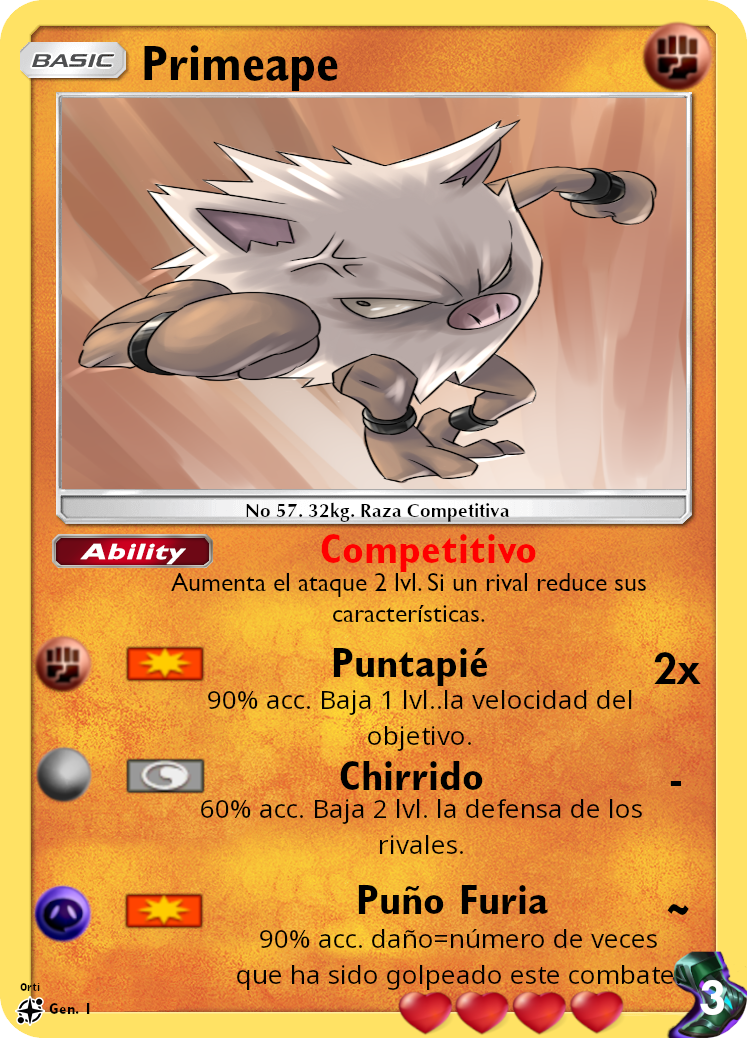 BASIC Primeape
No 57. 32kg. Raza Competitiva
Ability Competitivo
Aumenta el ataque 2 lvl. Si un rival reduce sus
características.
Puntapié 2x
90% acc. Baja 1 lvl..la velocidad del
objetivo.
Chirrido -
60% acc. Baja 2 lvl. la defensa de los
rivales.
Puño Furia ~
90% acc. daño=número de veces
que ha sido golpeado este combate
3
Orti
Gen. I